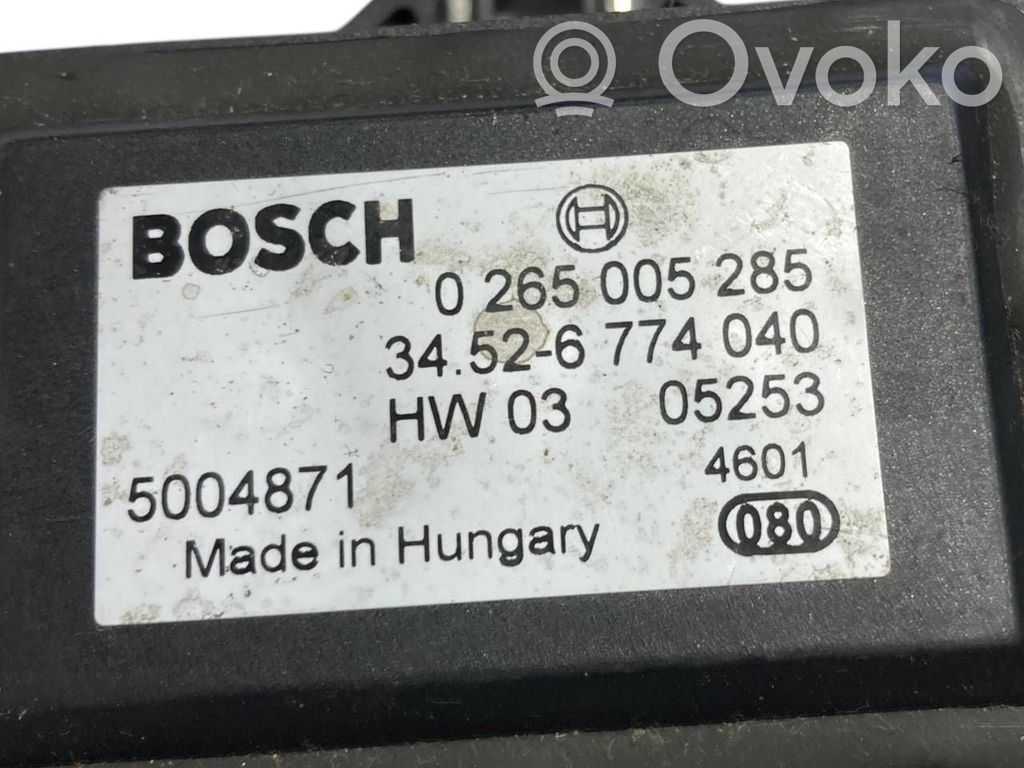 Ovoko
BOSCH
0 265 005 285
34.52-6 774 040
HW 03 05253
4601
5004871
080
Made in Hungary